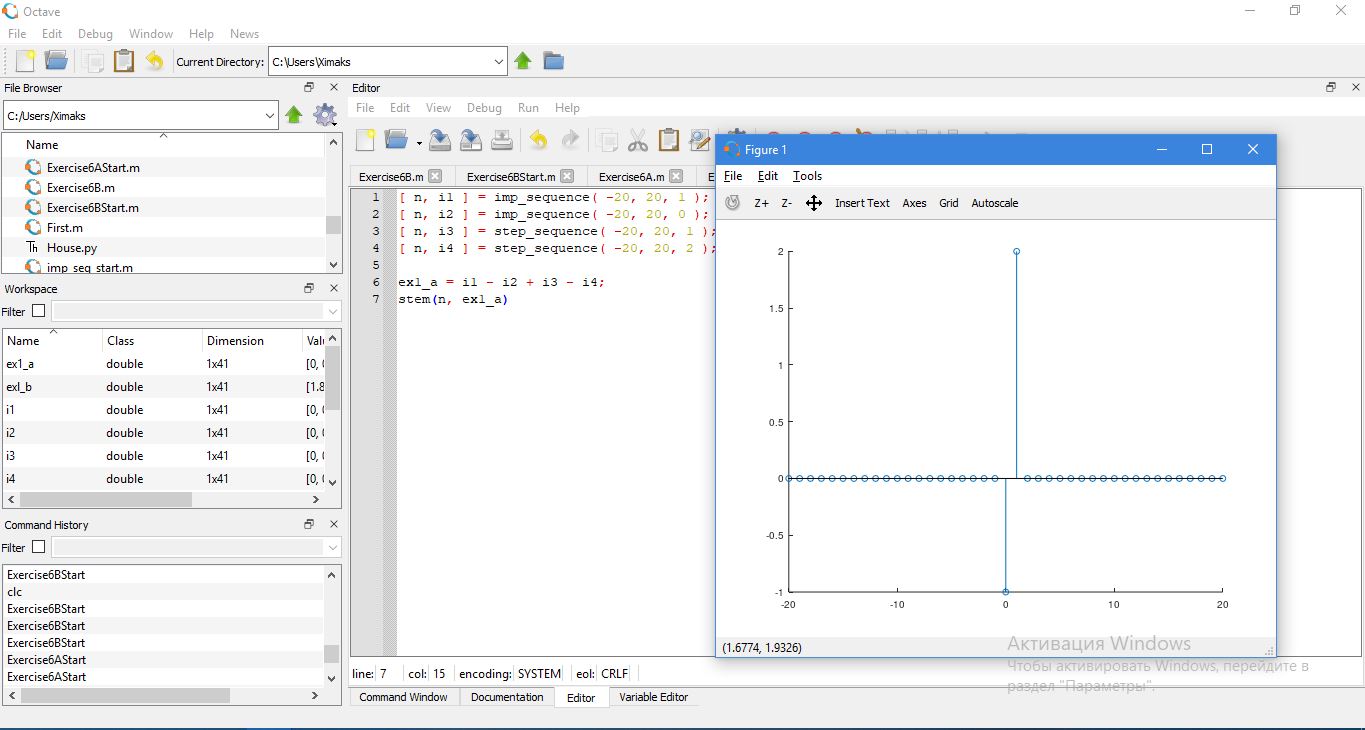 Octave
File Edit Debug Window Help News
Current Directory: C:\Users\Ximaks
File Browser
C:/Users/Ximaks
Name
Exercise6AStart.m
Exercise6B.m
Exercise6BStart.m
First.m
House.py
imp_seq_start.m
Workspace
Filter
Name Class Dimension Valu
ex1_a double 1x41 [0, (
exl_b double 1x41 [1.8
i1 double 1x41 [0, (
i2 double 1x41 [0, (
i3 double 1x41 [0, (
i4 double 1x41 [0, (
Command History
Filter
Exercise6BStart
clc
Exercise6BStart
Exercise6BStart
Exercise6BStart
Exercise6AStart
Exercise6AStart
Editor
File Edit View Debug Run Help
Exercise6B.m Exercise6BStart.m Exercise6A.m E
1 [ n, i1 ] = imp_sequence( -20, 20, 1 );
2 [ n, i2 ] = imp_sequence( -20, 20, 0 );
3 [ n, i3 ] = step_sequence( -20, 20, 1 );
4 [ n, i4 ] = step_sequence( -20, 20, 2 );
5
6 ex1_a = i1 - i2 + i3 - i4;
7 stem(n, ex1_a)
line: 7 col: 15 encoding: SYSTEM eol: CRLF
Command Window Documentation Editor Variable Editor
Figure 1
File Edit Tools
Z+ Z- Insert Text Axes Grid Autoscale
2
1.5
1
0.5
0
-0.5
-1
-20 -10 0 10 20
(1.6774, 1.9326)
Активация Windows
Чтобы активировать Windows, перейдите в
раздел "Параметры".